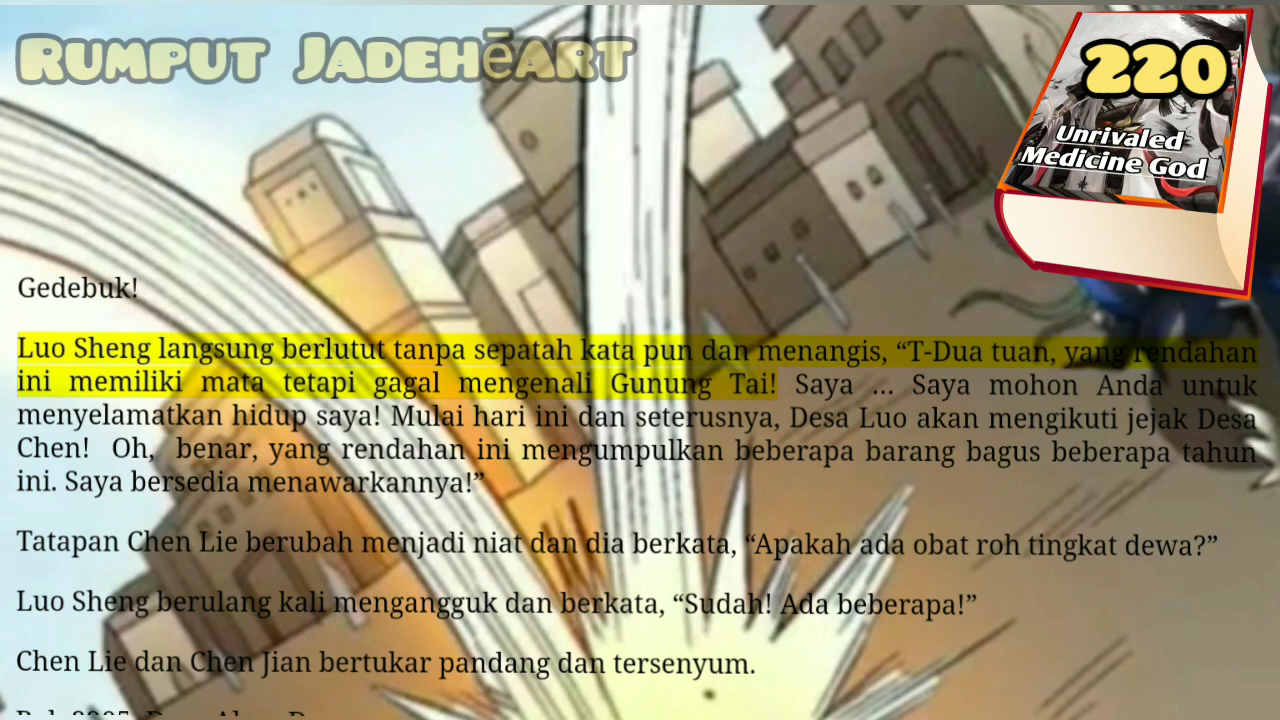 RUMPUT JADEHĒART
220
Unrivaled
Medicine God
Gedebuk!
Luo Sheng langsung berlutut tanpa sepatah kata pun dan menangis, “T-Dua tuan, yang rendahan
ini memiliki mata tetapi gagal mengenali Gunung Tai! Saya ... Saya mohon Anda untuk
menyelamatkan hidup saya! Mulai hari ini dan seterusnya, Desa Luo akan mengikuti jejak Desa
Chen! Oh, benar, yang rendahan ini mengumpulkan beberapa barang bagus beberapa tahun
ini. Saya bersedia menawarkannya!”
Tatapan Chen Lie berubah menjadi niat dan dia berkata, “Apakah ada obat roh tingkat dewa?”
Luo Sheng berulang kali mengangguk dan berkata, “Sudah! Ada beberapa!”
Chen Lie dan Chen Jian bertukar pandang dan tersenyum.